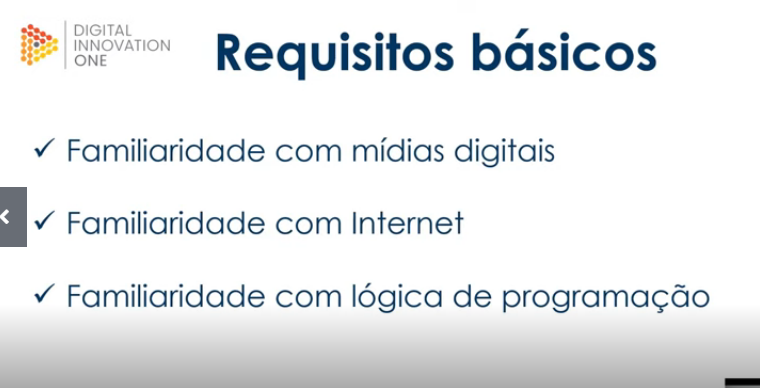 DIGITAL
INNOVATION
ONE
Requisitos básicos
✓ Familiaridade com mídias digitais
✓ Familiaridade com Internet
✓ Familiaridade com lógica de programação